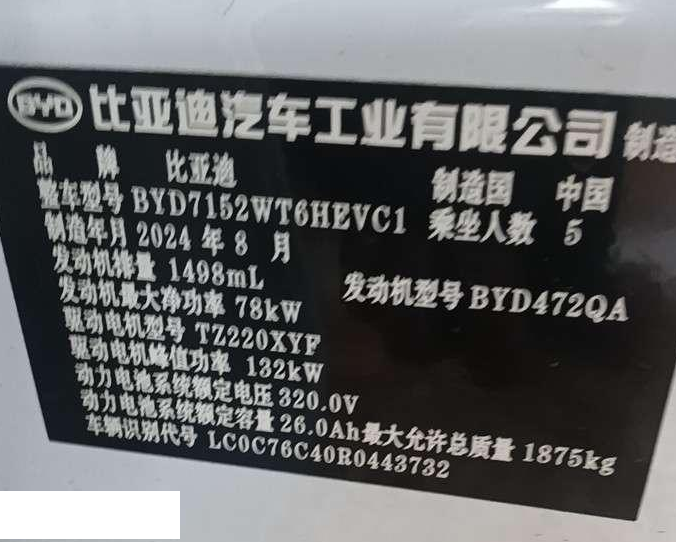 BYD 比亚迪汽车工业有限公司 制造
品 牌 比亚迪 制造国 中国
整车型号 BYD7152WT6HEVC1 乘坐人数 5
制造年月 2024 年 8 月
发动机排量 1498mL 发动机型号 BYD472QA
发动机最大净功率 78kW
驱动电机型号 TZ220XYF
驱动电机峰值功率 132kW
动力电池系统额定电压 320.0V
动力电池系统额定容量 26.0Ah 最大允许总质量 1875kg
车辆识别代号 LC0C76C40R0443732